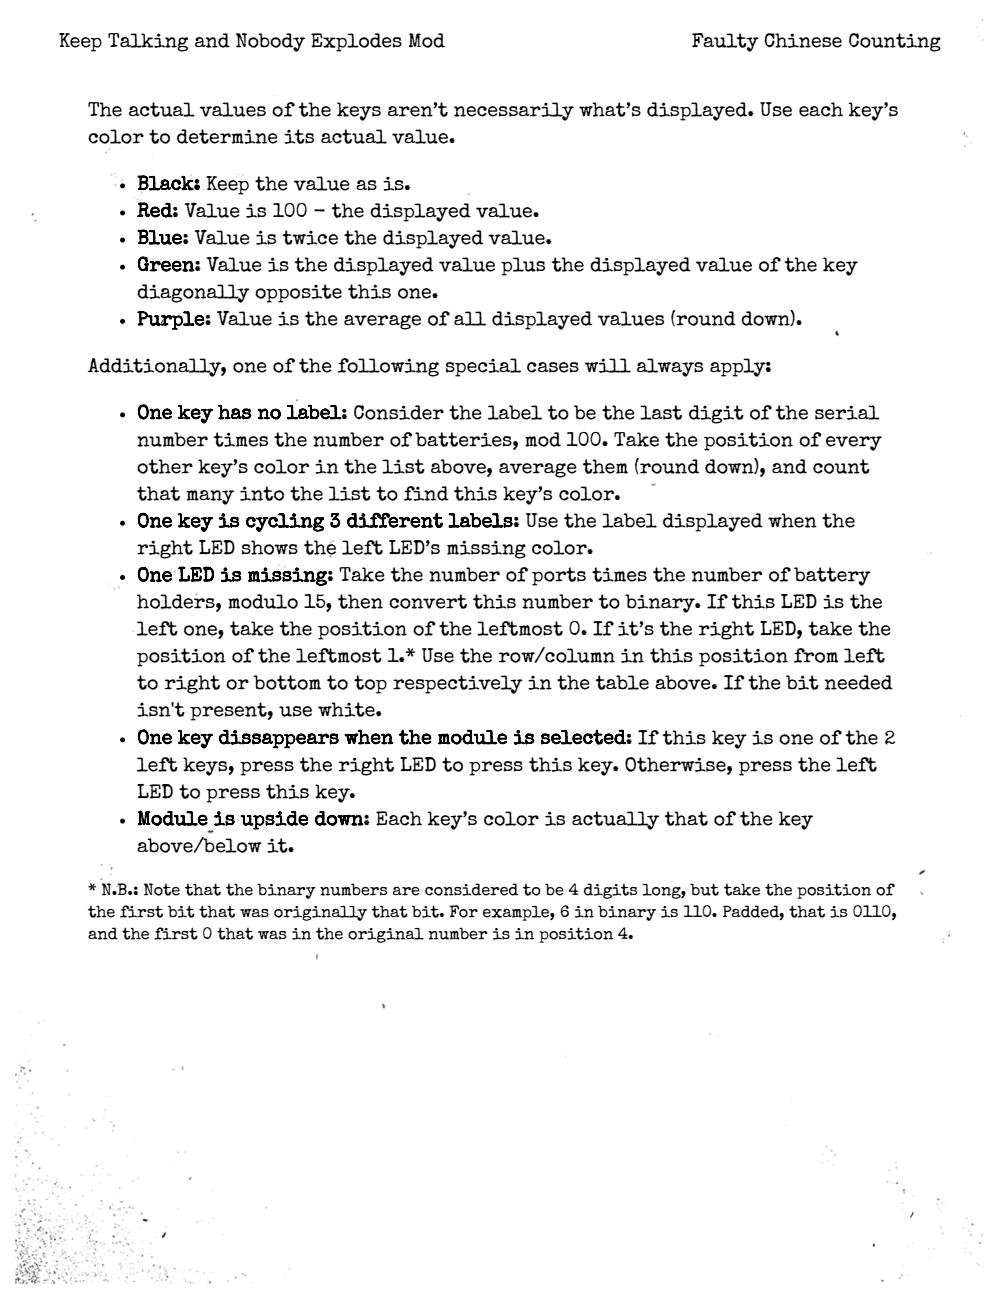 Keep Talking and Nobody Explodes Mod
Faulty Chinese Counting
The actual values of the keys aren't necessarily what's displayed. Use each key's
color to determine its actual value.
• Black: Keep the value as is.
• Red: Value is 100 – the displayed value.
• Blue: Value is twice the displayed value.
• Green: Value is the displayed value plus the displayed value of the key
diagonally opposite this one.
• Purple: Value is the average of all displayed values (round down).
Additionally, one of the following special cases will always apply:
• One key has no label: Consider the label to be the last digit of the serial
number times the number of batteries, mod 100. Take the position of every
other key's color in the list above, average them (round down), and count
that many into the list to find this key's color.
• One key is cycling 3 different labels: Use the label displayed when the
right LED shows the left LED's missing color.
• One LED is missing: Take the number of ports times the number of battery
holders, modulo 15, then convert this number to binary. If this LED is the
left one, take the position of the leftmost 0. If it's the right LED, take the
position of the leftmost 1.* Use the row/column in this position from left
to right or bottom to top respectively in the table above. If the bit needed
isn't present, use white.
• One key dissappears when the module is selected: If this key is one of the 2
left keys, press the right LED to press this key. Otherwise, press the left
LED to press this key.
• Module is upside down: Each key's color is actually that of the key
above/below it.
* N.B.: Note that the binary numbers are considered to be 4 digits long, but take the position of
the first bit that was originally that bit. For example, 6 in binary is 110. Padded, that is 0110,
and the first 0 that was in the original number is in position 4.